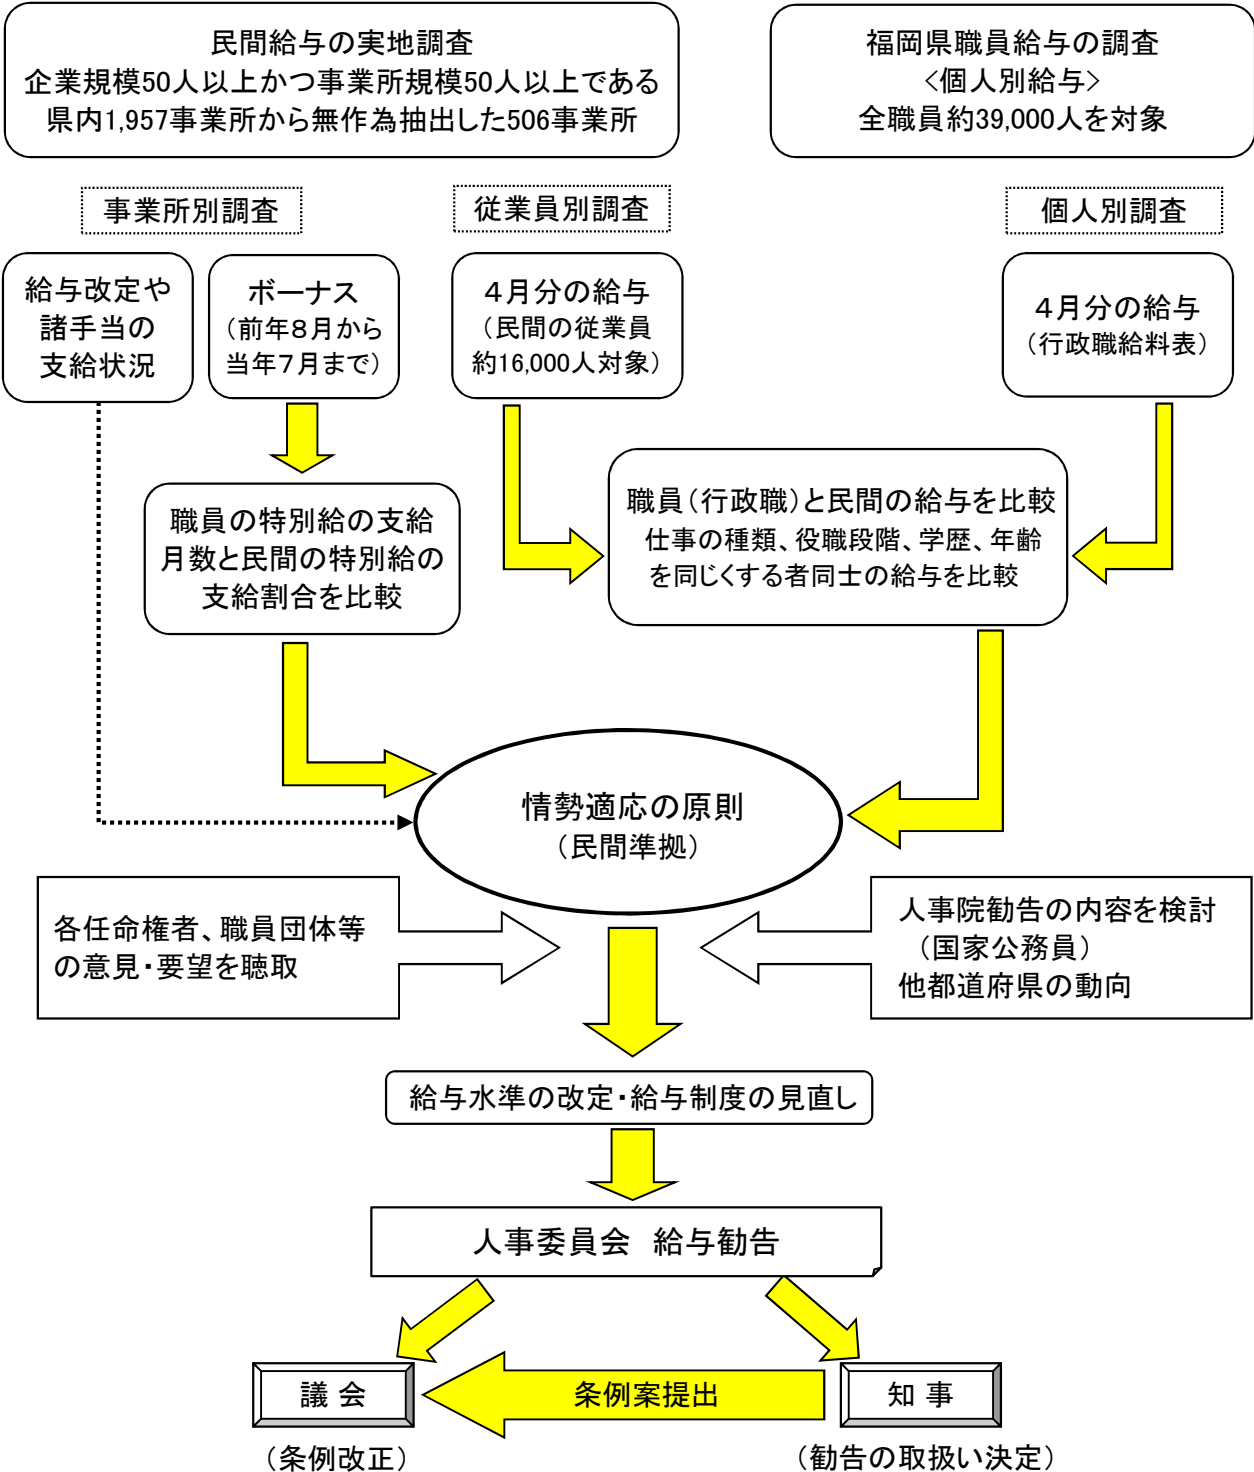 民間給与の実地調査
企業規模50人以上かつ事業所規模50人以上である
県内1,957事業所から無作為抽出した506事業所
福岡県職員給与の調査
<個人別給与>
全職員約39,000人を対象
事業所別調査
従業員別調査
個人別調査
給与改定や
諸手当の
支給状況
ボーナス
(前年8月から
当年7月まで)
4月分の給与
(民間の従業員
約16,000人対象)
4月分の給与
(行政職給料表)
職員の特別給の支給
月数と民間の特別給の
支給割合を比較
職員(行政職)と民間の給与を比較
仕事の種類、役職段階、学歴、年齢
を同じくする者同士の給与を比較
情勢適応の原則
(民間準拠)
各任命権者、職員団体等
の意見・要望を聴取
人事院勧告の内容を検討
(国家公務員)
他都道府県の動向
給与水準の改定・給与制度の見直し
人事委員会 給与勧告
議 会
条例案提出
知 事
(条例改正)
(勧告の取扱い決定)